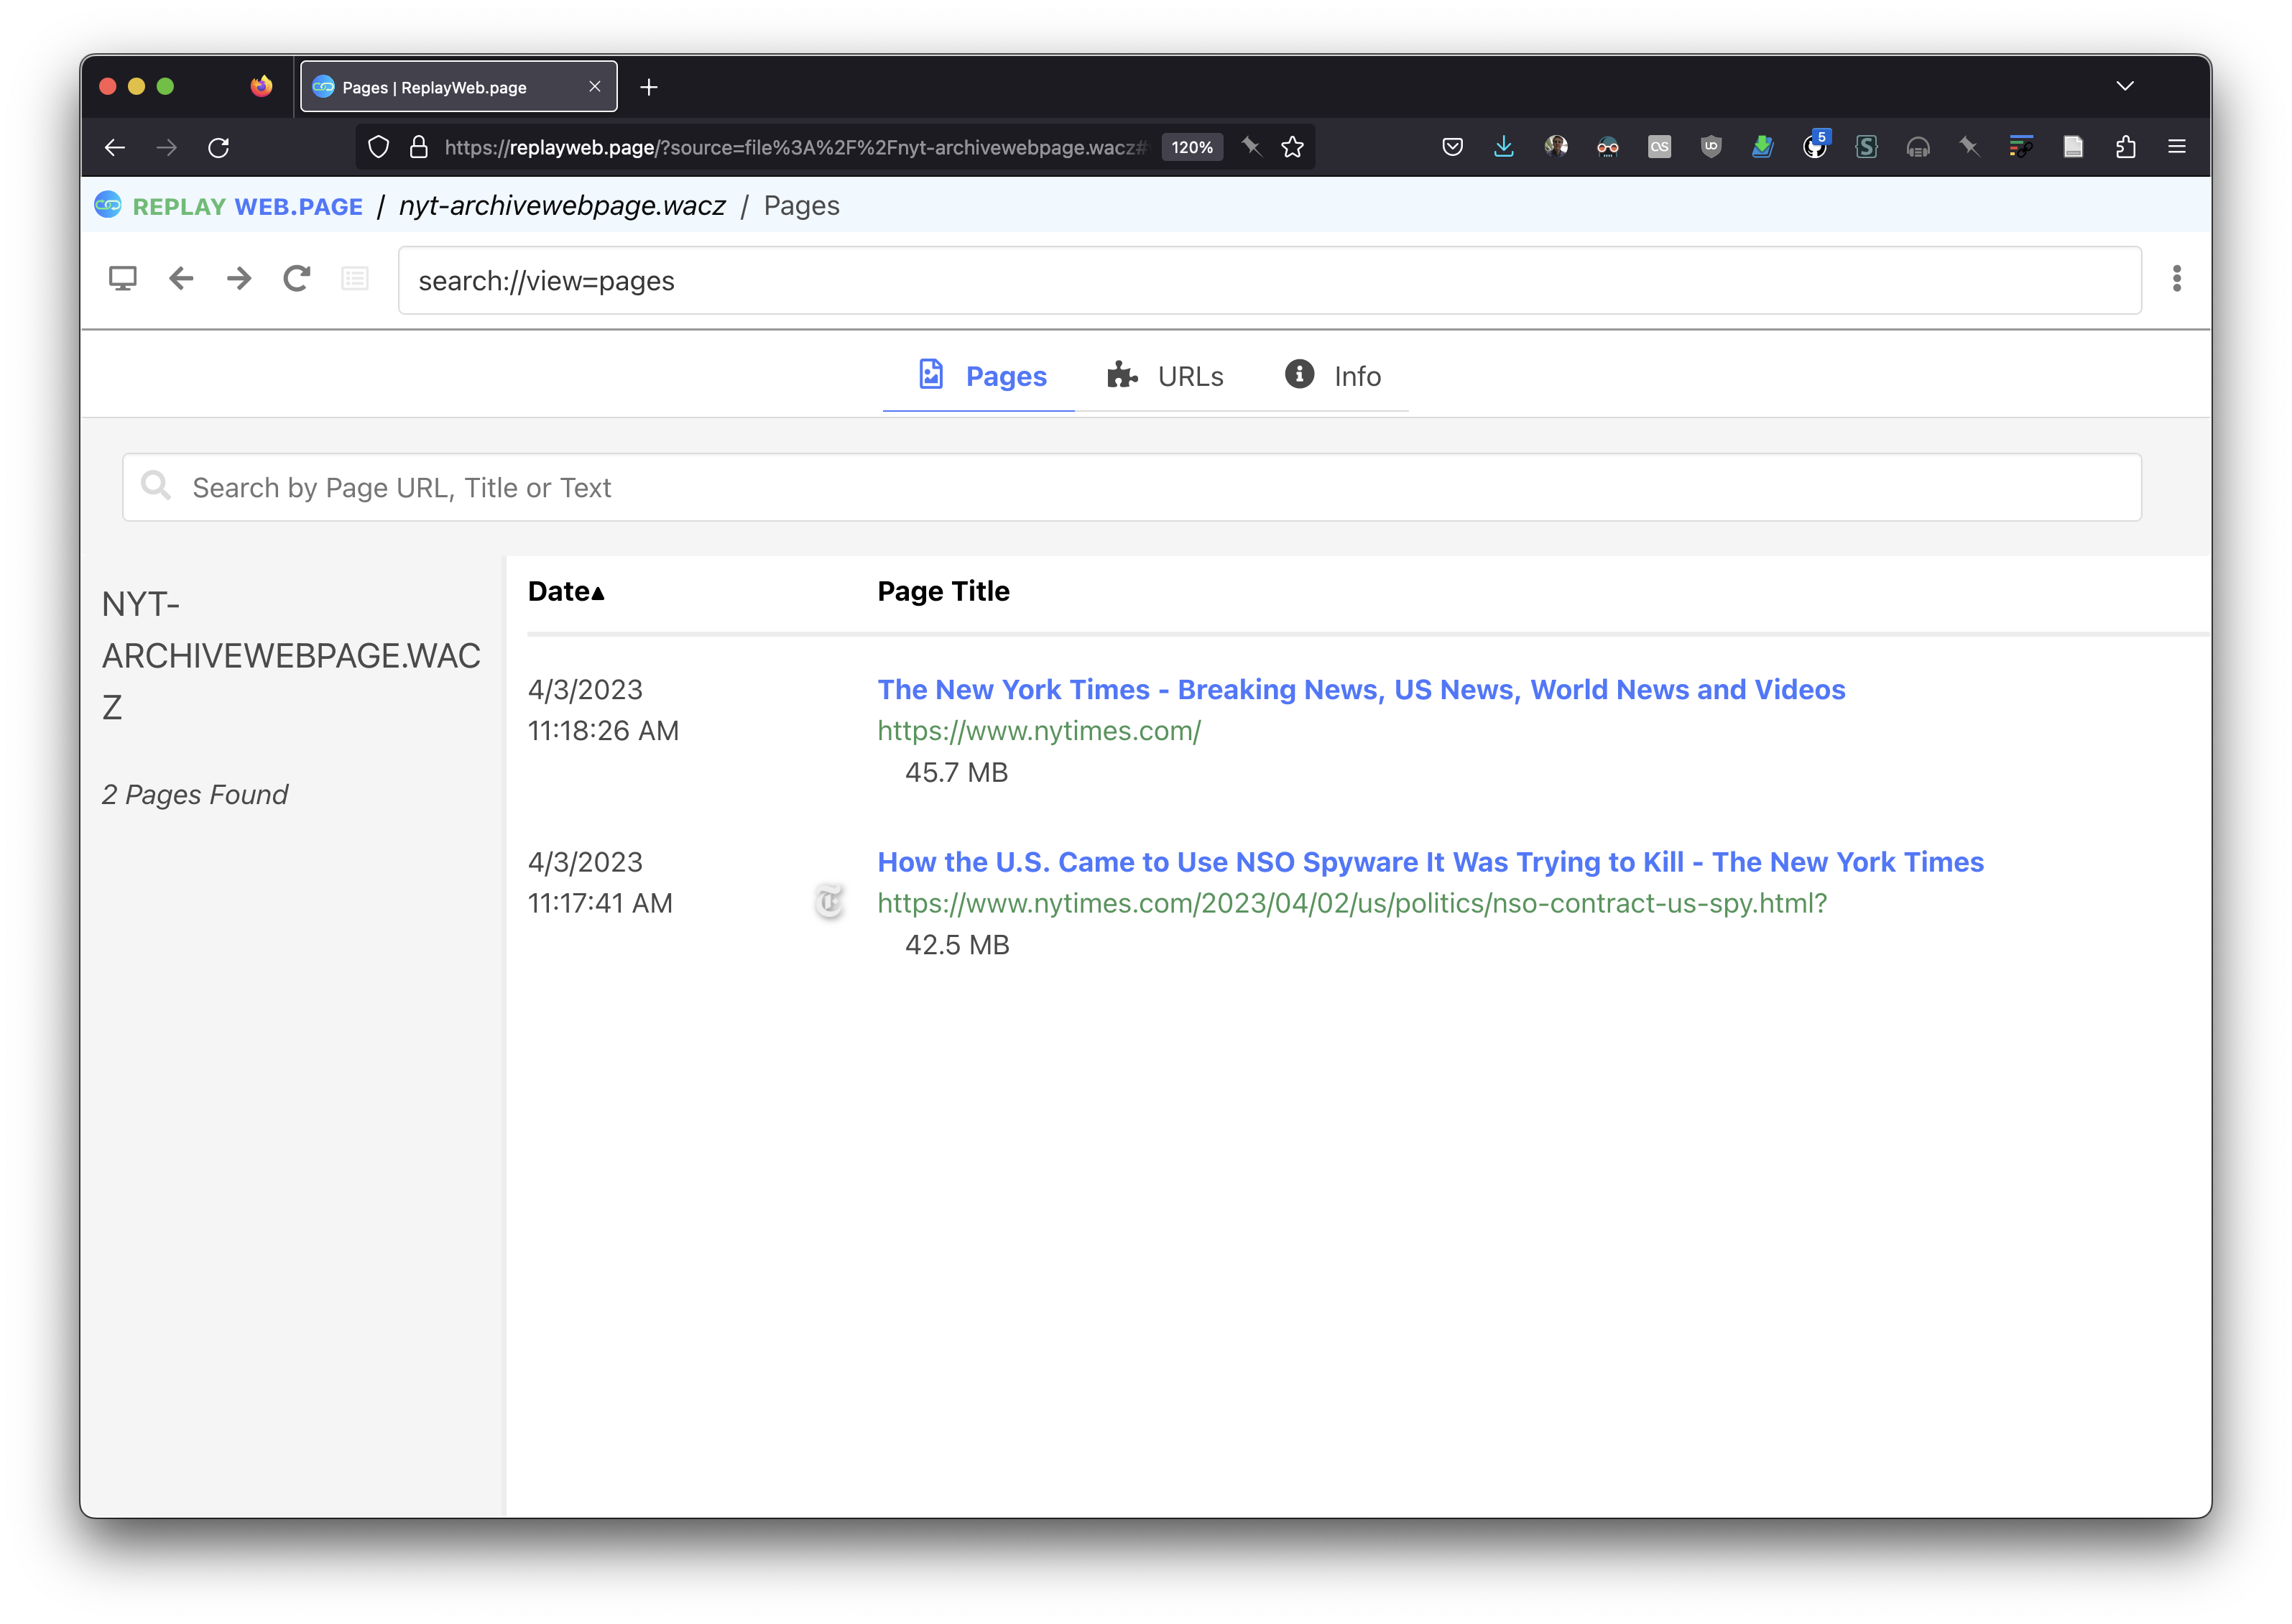 Pages | ReplayWeb.page
https://replayweb.page/?source=file%3A%2F%2Fnyt-archivewebpage.wacz#
120%
5
REPLAY WEB.PAGE / nyt-archivewebpage.wacz / Pages
search://view=pages
Pages URLs Info
Search by Page URL, Title or Text
NYT-
ARCHIVEWEBPAGE.WAC
Z
2 Pages Found
Date▲ Page Title
4/3/2023 The New York Times - Breaking News, US News, World News and Videos
11:18:26 AM https://www.nytimes.com/
45.7 MB
4/3/2023 How the U.S. Came to Use NSO Spyware It Was Trying to Kill - The New York Times
11:17:41 AM https://www.nytimes.com/2023/04/02/us/politics/nso-contract-us-spy.html?
42.5 MB